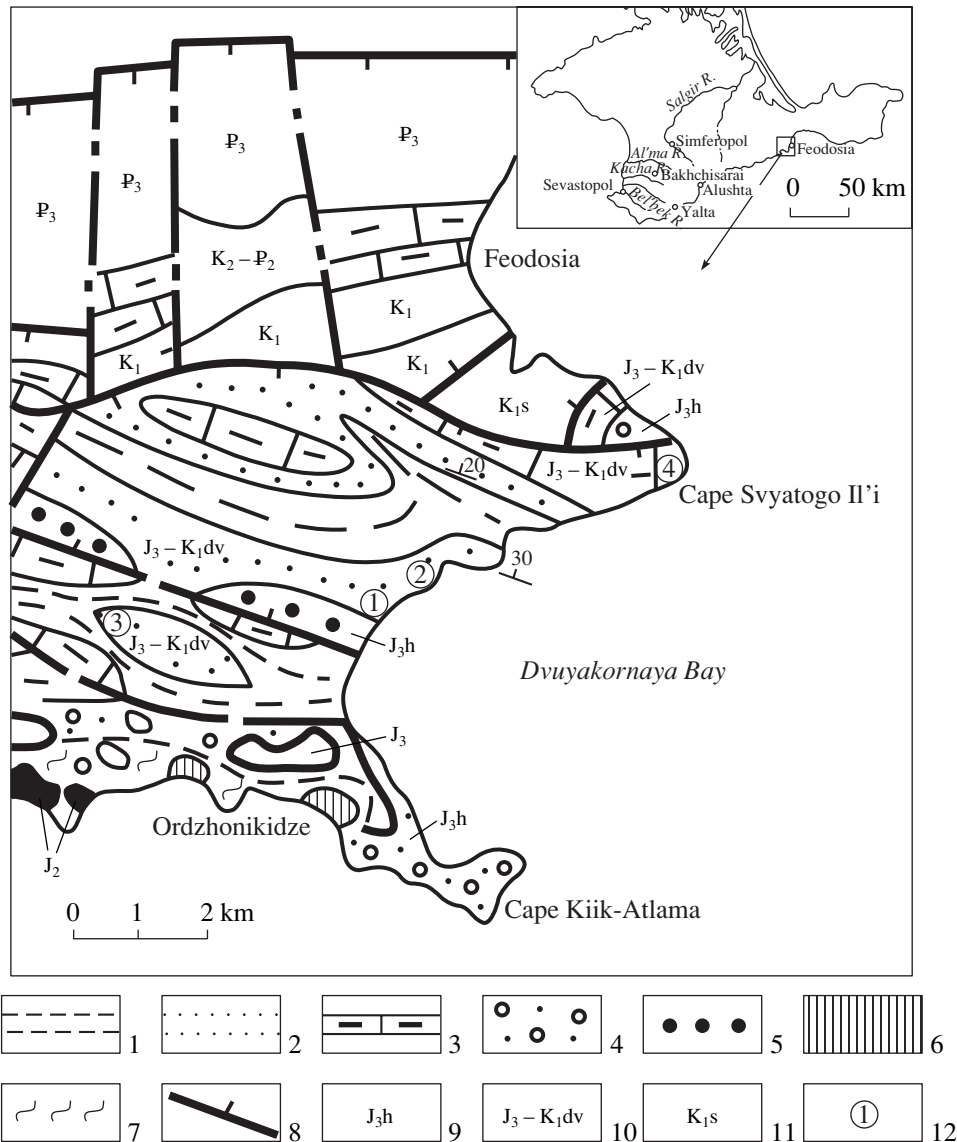 Salgir R.
Simferopol
Al'ma R.
Kacha R.
Bakhchisarai
Sevastopol
Alushta
Bel'bek R.
Yalta
Feodosia
0 50 km
P3
P3
P3
P3
K2 – P2
Feodosia
K1
K1
K1
K1
K1s
J3 – K1dv
J3h
J3 – K1dv
4
20
Cape Svyatogo Il’i
J3 – K1dv
30
2
1
3
J3 – K1dv
J3h
Dvuyakornaya Bay
J3
Ordzhonikidze
J3h
J2
0 1 2 km
Cape Kiik-Atlama
1
2
3
4
5
6
7
8
J3h 9
J3 – K1dv 10
K1s 11
1 12